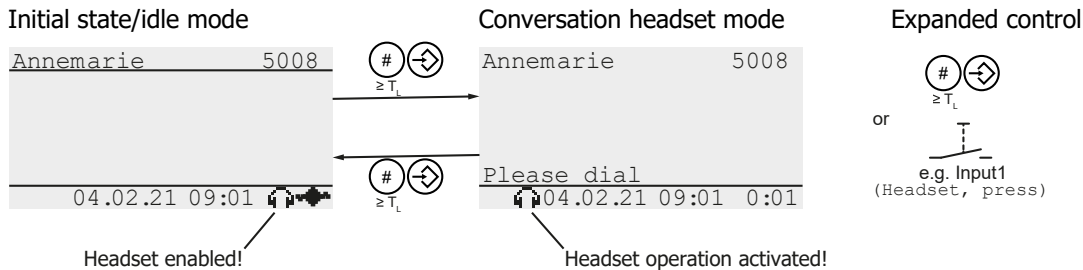 Initial state/idle mode
Conversation headset mode
Expanded control
Annemarie 5008
#
≥ TL
Annemarie 5008
#
≥ TL
or
Please dial
#
≥ TL
e.g. Input1
(Headset, press)
04.02.21 09:01
04.02.21 09:01 0:01
Headset enabled!
Headset operation activated!